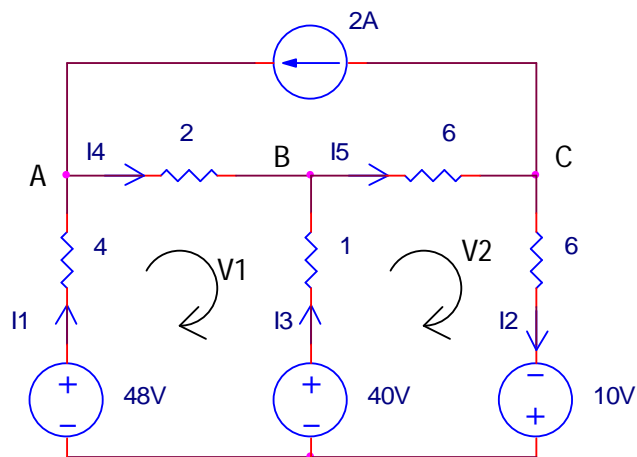 2A
I4 2 B I5 6 C
A
4 V1 1 V2 6
I1 I3 I2
+ + −
48V 40V 10V
− − +